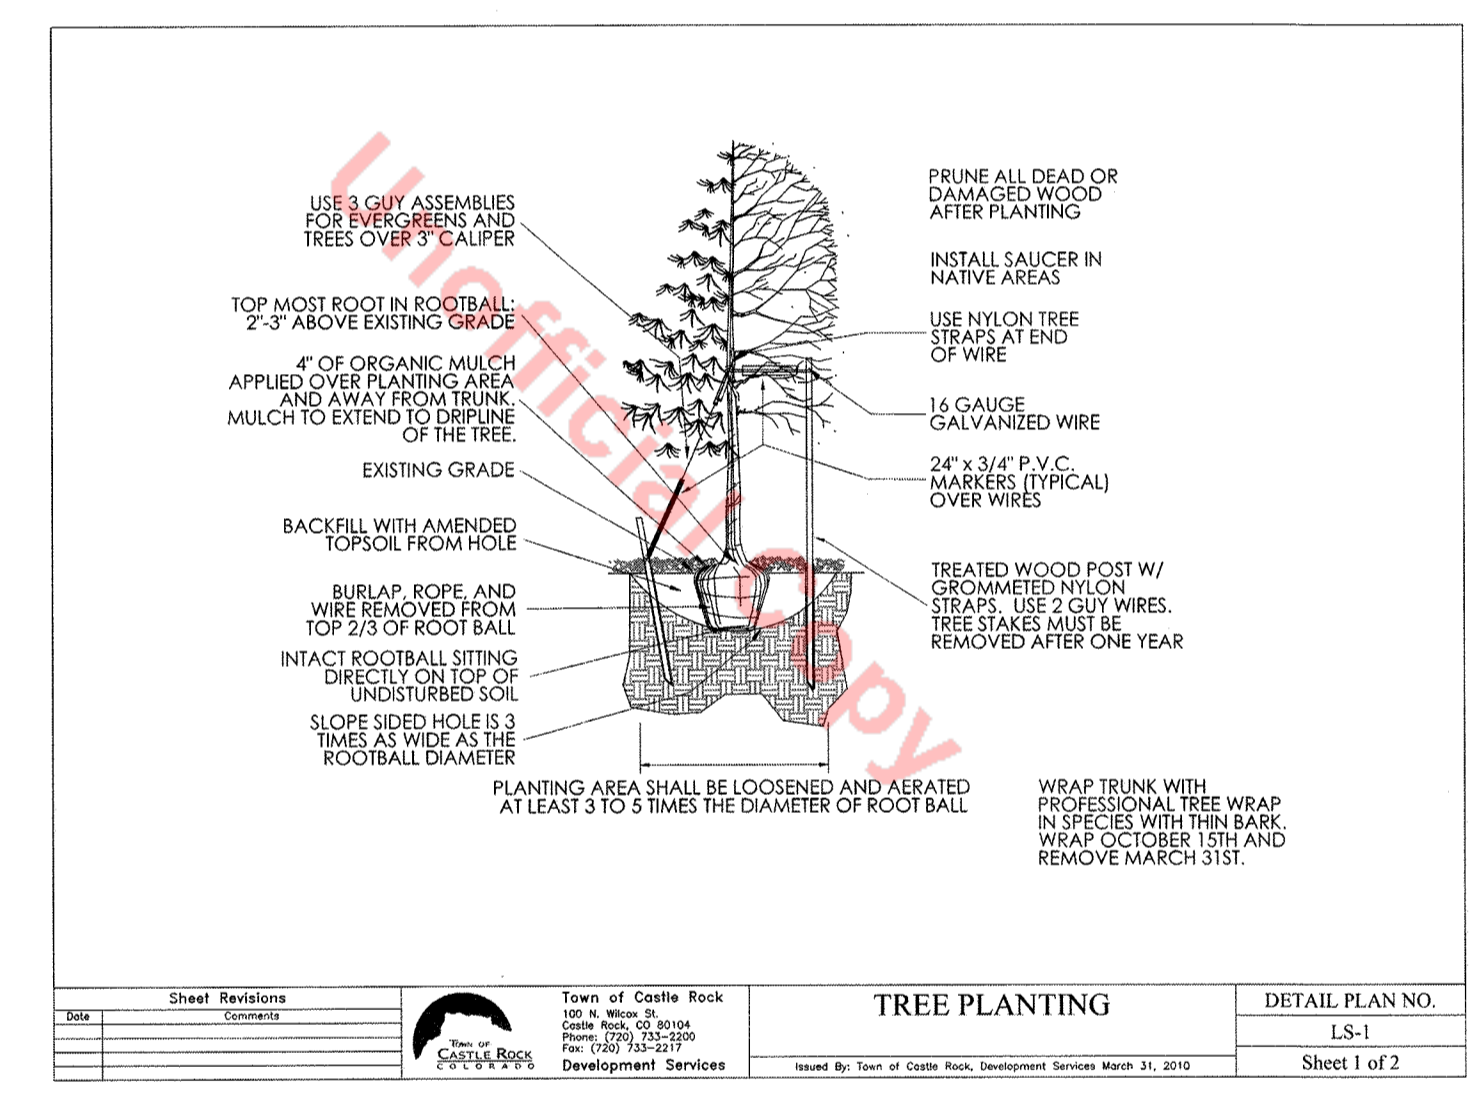 USE 3 GUY ASSEMBLIES
FOR EVERGREENS AND
TREES OVER 3" CALIPER
TOP MOST ROOT IN ROOTBALL:
2"-3" ABOVE EXISTING GRADE
4" OF ORGANIC MULCH
APPLIED OVER PLANTING AREA
AND AWAY FROM TRUNK.
MULCH TO EXTEND TO DRIPLINE
OF THE TREE.
EXISTING GRADE
BACKFILL WITH AMENDED
TOPSOIL FROM HOLE
BURLAP, ROPE, AND
WIRE REMOVED FROM
TOP 2/3 OF ROOT BALL
INTACT ROOTBALL SITTING
DIRECTLY ON TOP OF
UNDISTURBED SOIL
SLOPE SIDED HOLE IS 3
TIMES AS WIDE AS THE
ROOTBALL DIAMETER
PRUNE ALL DEAD OR
DAMAGED WOOD
AFTER PLANTING
INSTALL SAUCER IN
NATIVE AREAS
USE NYLON TREE
STRAPS AT END
OF WIRE
16 GAUGE
GALVANIZED WIRE
24" x 3/4" P.V.C.
MARKERS (TYPICAL)
OVER WIRES
TREATED WOOD POST W/
GROMMETED NYLON
STRAPS. USE 2 GUY WIRES.
TREE STAKES MUST BE
REMOVED AFTER ONE YEAR
PLANTING AREA SHALL BE LOOSENED AND AERATED
AT LEAST 3 TO 5 TIMES THE DIAMETER OF ROOT BALL
WRAP TRUNK WITH
PROFESSIONAL TREE WRAP
IN SPECIES WITH THIN BARK.
WRAP OCTOBER 15TH AND
REMOVE MARCH 31ST.
Unofficial Copy
Sheet Revisions
Date Comments
TOWN OF
CASTLE ROCK
COLORADO
Town of Castle Rock
100 N. Wilcox St.
Castle Rock, CO 80104
Phone: (720) 733-2200
Fax: (720) 733-2217
Development Services
TREE PLANTING
Issued By: Town of Castle Rock, Development Services March 31, 2010
DETAIL PLAN NO.
LS-1
Sheet 1 of 2